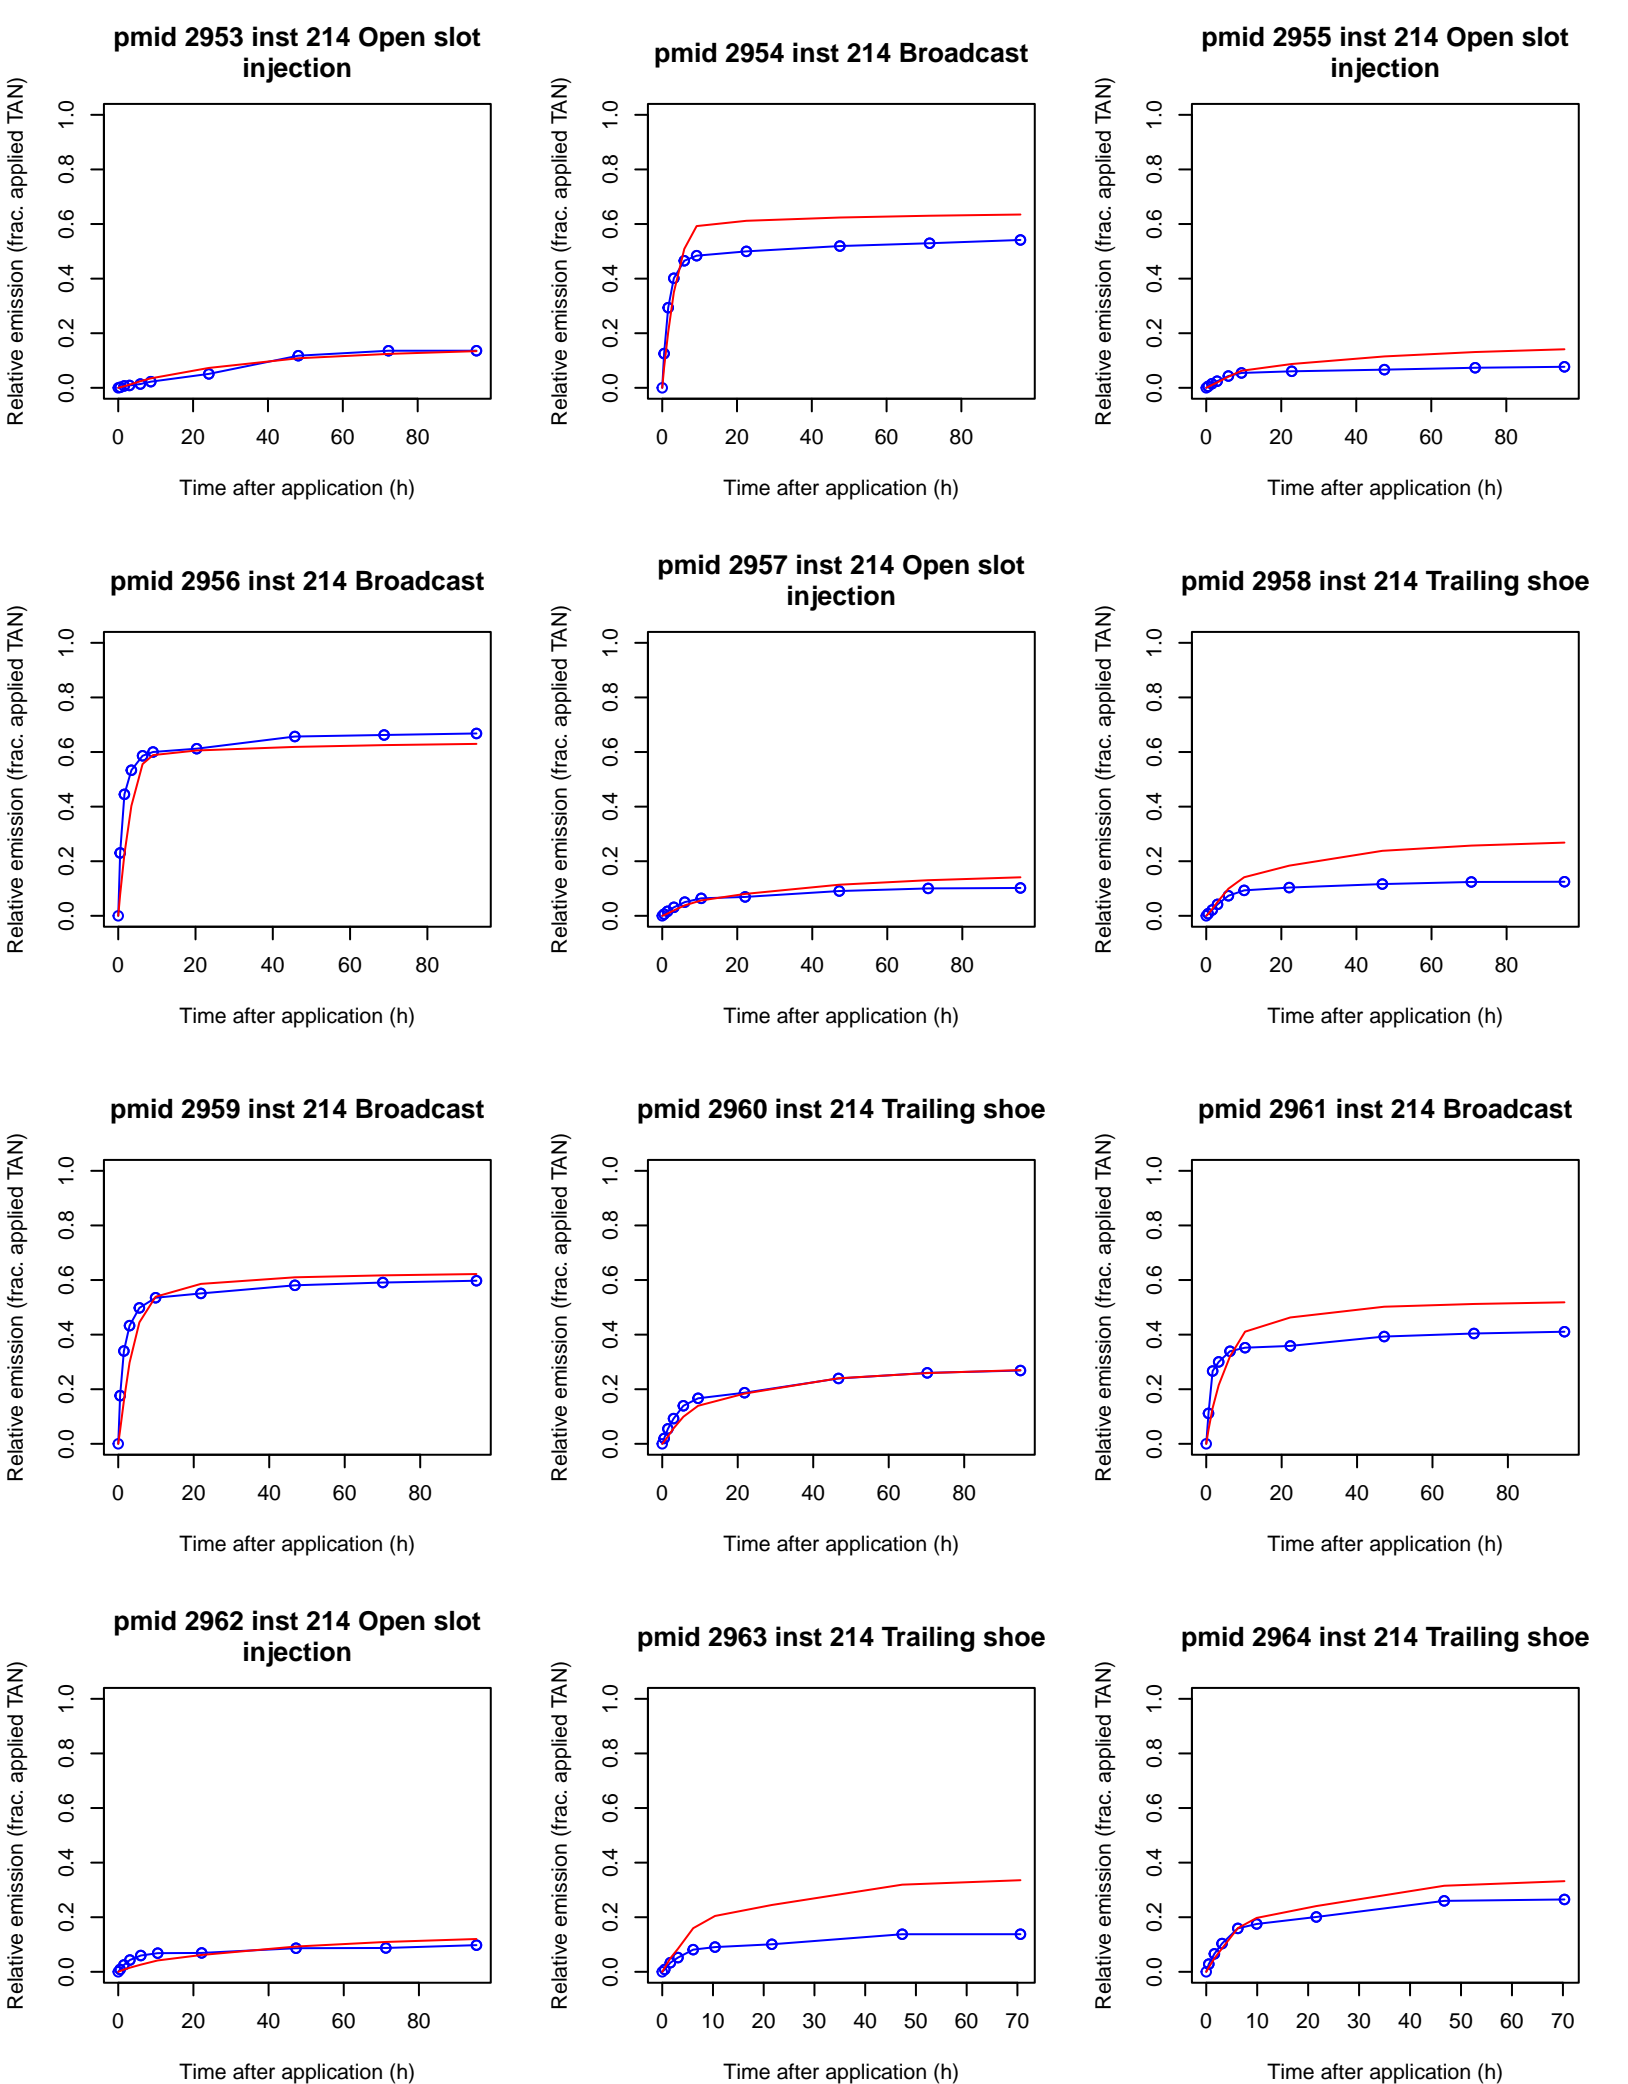 pmid 2953 inst 214 Open slot
injection
Relative emission (frac. applied TAN)
1.0
0.8
0.6
0.4
0.2
0.0
0 20 40 60 80
Time after application (h)
pmid 2954 inst 214 Broadcast
Relative emission (frac. applied TAN)
1.0
0.8
0.6
0.4
0.2
0.0
0 20 40 60 80
Time after application (h)
pmid 2955 inst 214 Open slot
injection
Relative emission (frac. applied TAN)
1.0
0.8
0.6
0.4
0.2
0.0
0 20 40 60 80
Time after application (h)
pmid 2956 inst 214 Broadcast
Relative emission (frac. applied TAN)
1.0
0.8
0.6
0.4
0.2
0.0
0 20 40 60 80
Time after application (h)
pmid 2957 inst 214 Open slot
injection
Relative emission (frac. applied TAN)
1.0
0.8
0.6
0.4
0.2
0.0
0 20 40 60 80
Time after application (h)
pmid 2958 inst 214 Trailing shoe
Relative emission (frac. applied TAN)
1.0
0.8
0.6
0.4
0.2
0.0
0 20 40 60 80
Time after application (h)
pmid 2959 inst 214 Broadcast
Relative emission (frac. applied TAN)
1.0
0.8
0.6
0.4
0.2
0.0
0 20 40 60 80
Time after application (h)
pmid 2960 inst 214 Trailing shoe
Relative emission (frac. applied TAN)
1.0
0.8
0.6
0.4
0.2
0.0
0 20 40 60 80
Time after application (h)
pmid 2961 inst 214 Broadcast
Relative emission (frac. applied TAN)
1.0
0.8
0.6
0.4
0.2
0.0
0 20 40 60 80
Time after application (h)
pmid 2962 inst 214 Open slot
injection
Relative emission (frac. applied TAN)
1.0
0.8
0.6
0.4
0.2
0.0
0 20 40 60 80
Time after application (h)
pmid 2963 inst 214 Trailing shoe
Relative emission (frac. applied TAN)
1.0
0.8
0.6
0.4
0.2
0.0
0 10 20 30 40 50 60 70
Time after application (h)
pmid 2964 inst 214 Trailing shoe
Relative emission (frac. applied TAN)
1.0
0.8
0.6
0.4
0.2
0.0
0 10 20 30 40 50 60 70
Time after application (h)